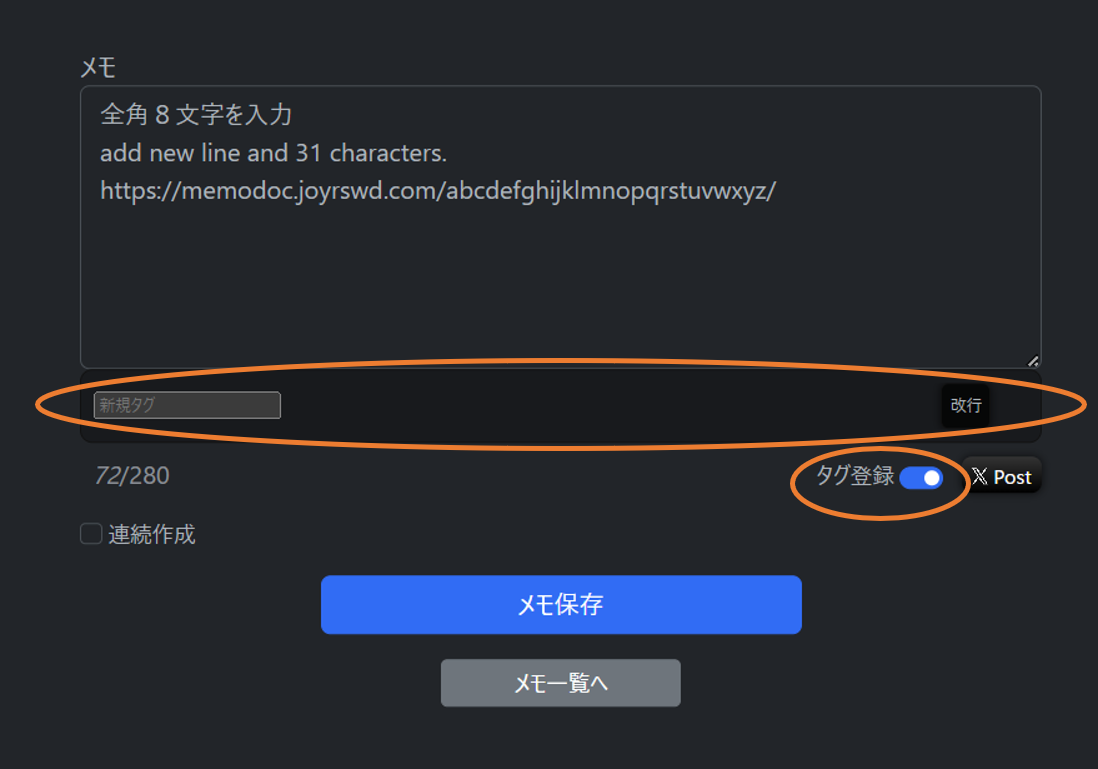 メモ
全角８文字を入力
add new line and 31 characters.
https://memodoc.joyrswd.com/abcdefghijklmnopqrstuvwxyz/
新規タグ
改行
72/280
タグ登録
X Post
連続作成
メモ保存
メモ一覧へ